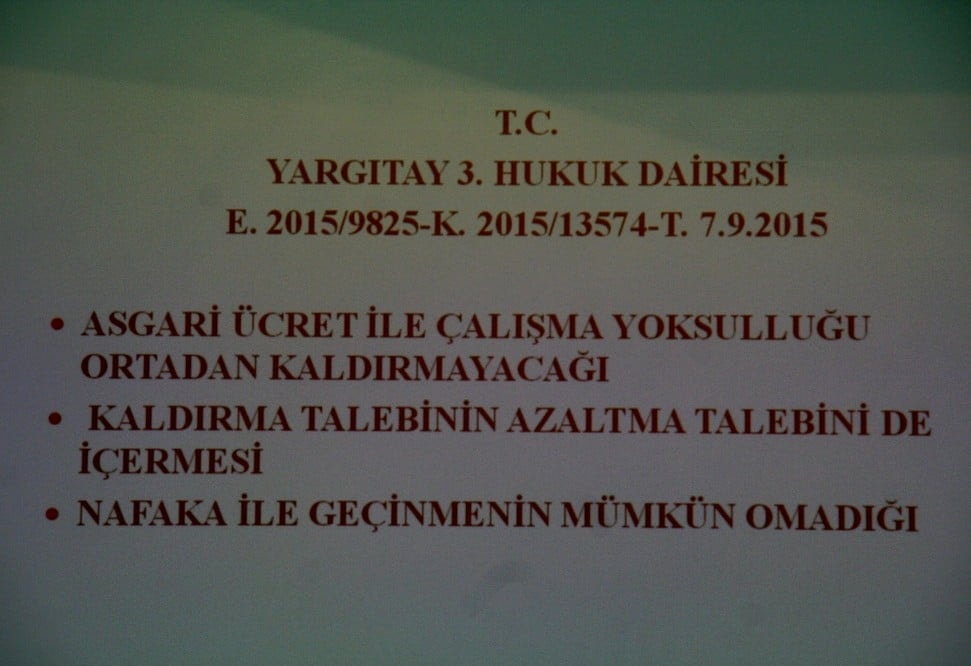 T.C.
YARGITAY 3. HUKUK DAİRESİ
E. 2015/9825-K. 2015/13574-T. 7.9.2015
• ASGARİ ÜCRET İLE ÇALIŞMA YOKSULLUĞU
ORTADAN KALDIRMAYACAĞI
• KALDIRMA TALEBİNİN AZALTMA TALEBİNİ DE
İÇERMESİ
• NAFAKA İLE GEÇİNMENİN MÜMKÜN OMADIĞI